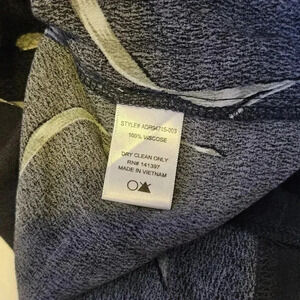 STYLE# ADR94715-003
100% VISCOSE
DRY CLEAN ONLY
RN# 141397
MADE IN VIETNAM